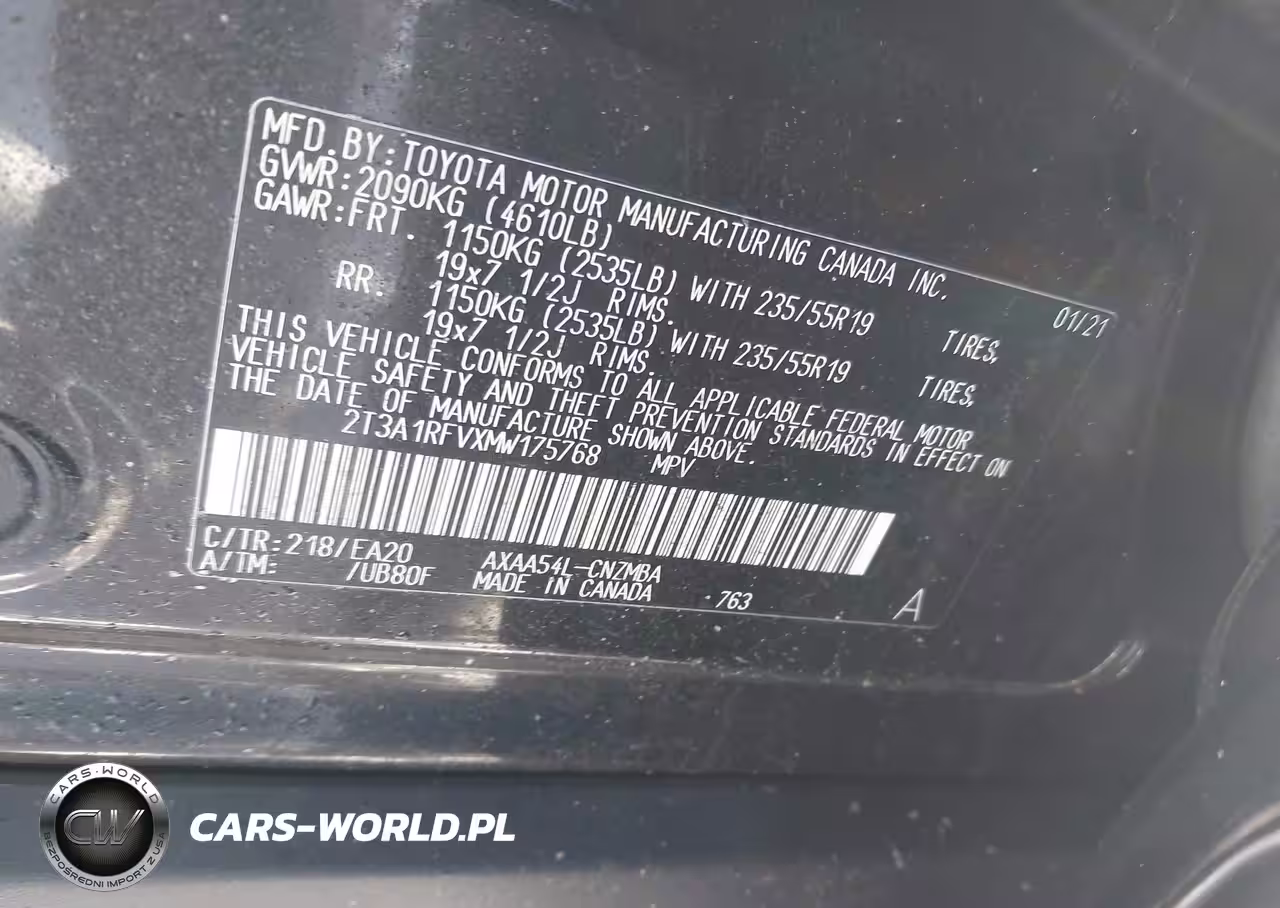 MFD. BY: TOYOTA MOTOR MANUFACTURING CANADA INC. 01/21
GVWR: 2090KG (4610LB)
GAWR: FRT. 1150KG (2535LB) WITH 235/55R19 TIRES,
19x7 1/2J RIMS.
RR. 1150KG (2535LB) WITH 235/55R19 TIRES,
19x7 1/2J RIMS.
THIS VEHICLE CONFORMS TO ALL APPLICABLE FEDERAL MOTOR
VEHICLE SAFETY AND THEFT PREVENTION STANDARDS IN EFFECT ON
THE DATE OF MANUFACTURE SHOWN ABOVE.
2T3A1RFVXMW175768 MPV
C/TR: 218/EA20 AXAA54L-CNZMBA
A/TM: /UB80F MADE IN CANADA 763 A
CARS-WORLD
CW
BEZPOŚREDNI IMPORT Z USA
CARS-WORLD.PL